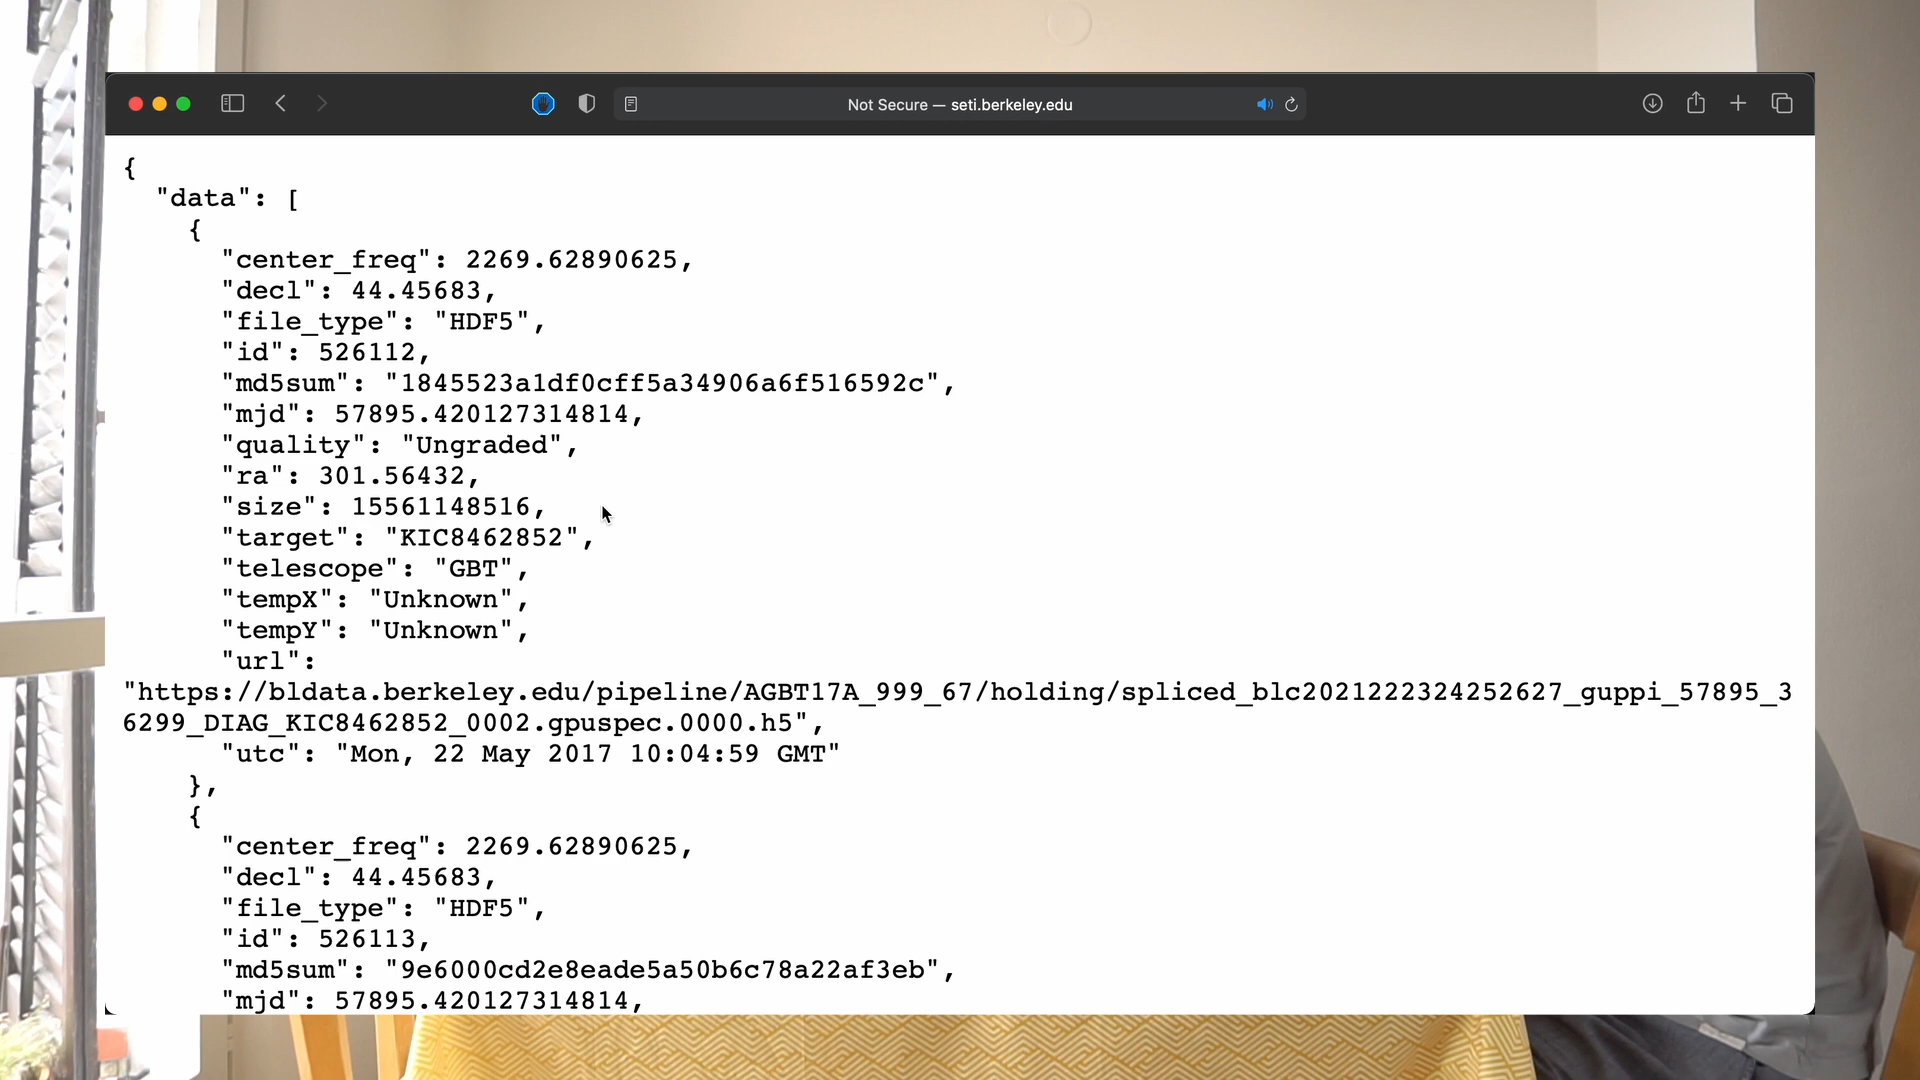 Not Secure — seti.berkeley.edu
{
"data": [
{
"center_freq": 2269.62890625,
"decl": 44.45683,
"file_type": "HDF5",
"id": 526112,
"md5sum": "1845523a1df0cff5a34906a6f516592c",
"mjd": 57895.420127314814,
"quality": "Ungraded",
"ra": 301.56432,
"size": 15561148516,
"target": "KIC8462852",
"telescope": "GBT",
"tempX": "Unknown",
"tempY": "Unknown",
"url":
"https://bldata.berkeley.edu/pipeline/AGBT17A_999_67/holding/spliced_blc2021222324252627_guppi_57895_3
6299_DIAG_KIC8462852_0002.gpuspec.0000.h5",
"utc": "Mon, 22 May 2017 10:04:59 GMT"
},
{
"center_freq": 2269.62890625,
"decl": 44.45683,
"file_type": "HDF5",
"id": 526113,
"md5sum": "9e6000cd2e8eade5a50b6c78a22af3eb",
"mjd": 57895.420127314814,